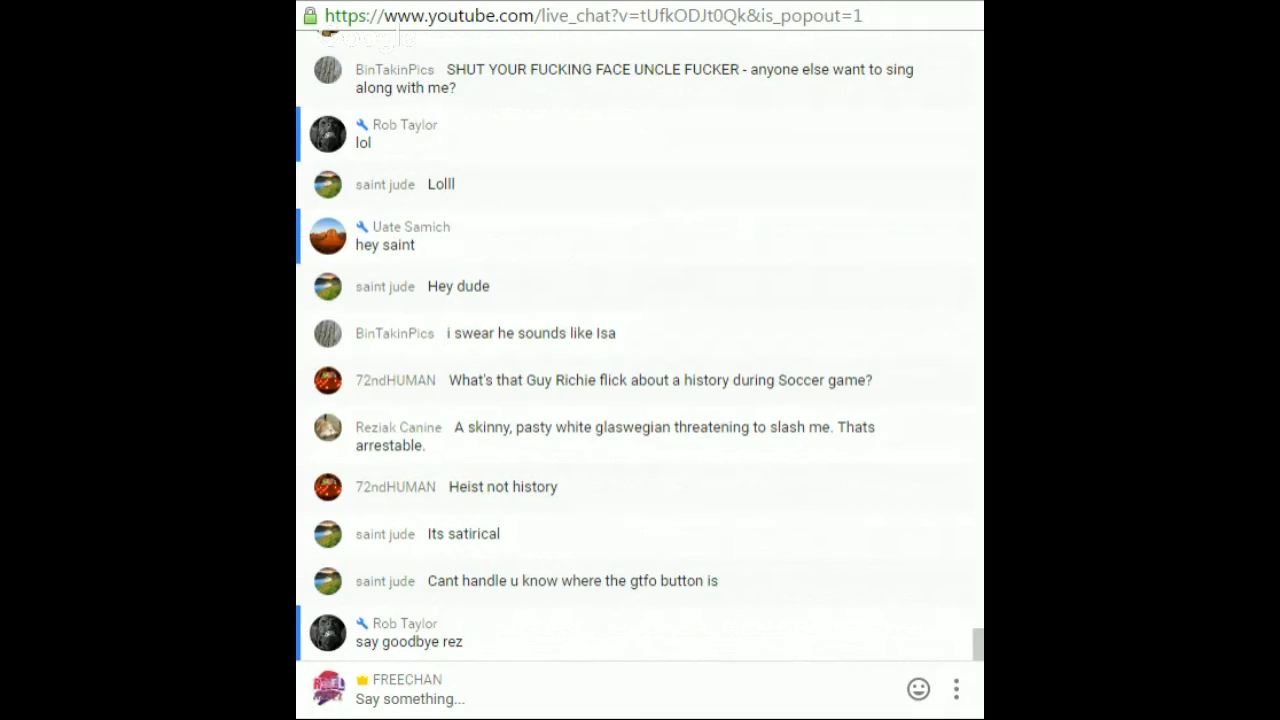 https://www.youtube.com/live_chat?v=tUfkODJt0Qk&is_popout=1
Google
BinTakinPics SHUT YOUR FUCKING FACE UNCLE FUCKER - anyone else want to sing
along with me?
Rob Taylor
lol
saint jude Lolll
Uate Samich
hey saint
saint jude Hey dude
BinTakinPics i swear he sounds like Isa
72ndHUMAN What's that Guy Richie flick about a history during Soccer game?
Reziak Canine A skinny, pasty white glaswegian threatening to slash me. Thats
arrestable.
72ndHUMAN Heist not history
saint jude Its satirical
saint jude Cant handle u know where the gtfo button is
Rob Taylor
say goodbye rez
FREECHAN
Say something...